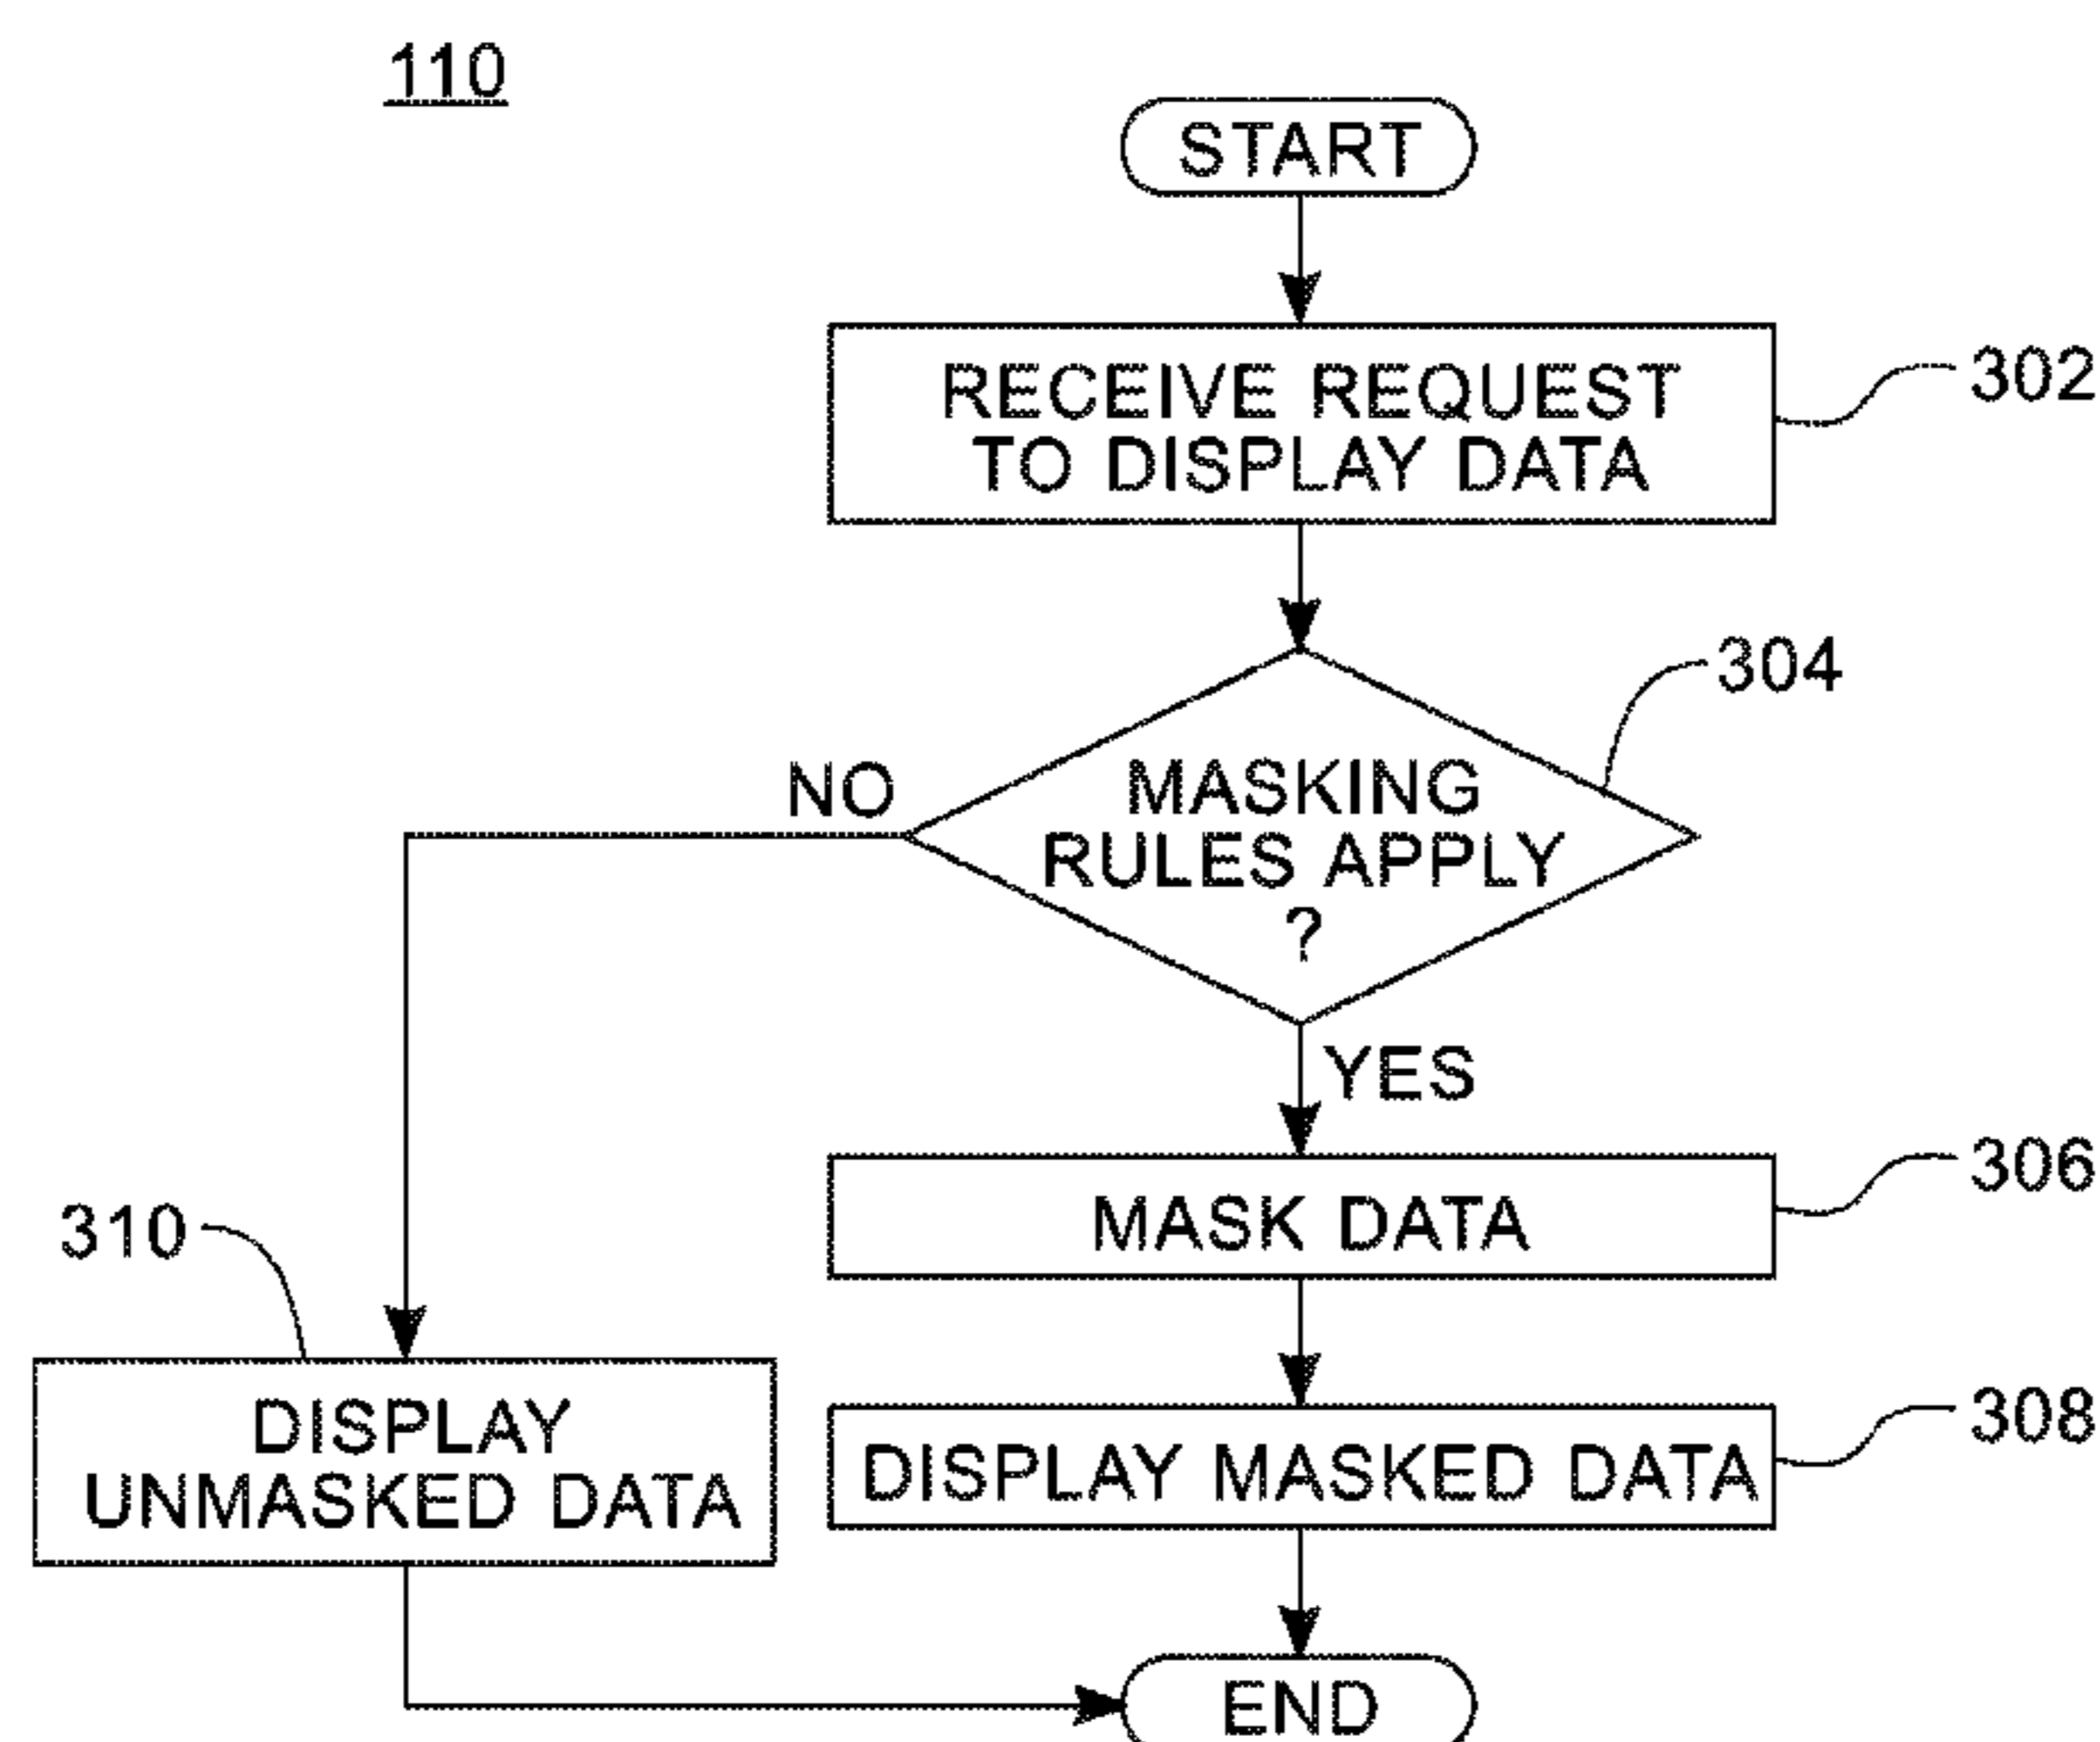 110
START
RECEIVE REQUEST
TO DISPLAY DATA
302
304
NO
MASKING
RULES APPLY
?
YES
MASK DATA
306
310
DISPLAY
UNMASKED DATA
DISPLAY MASKED DATA
308
END